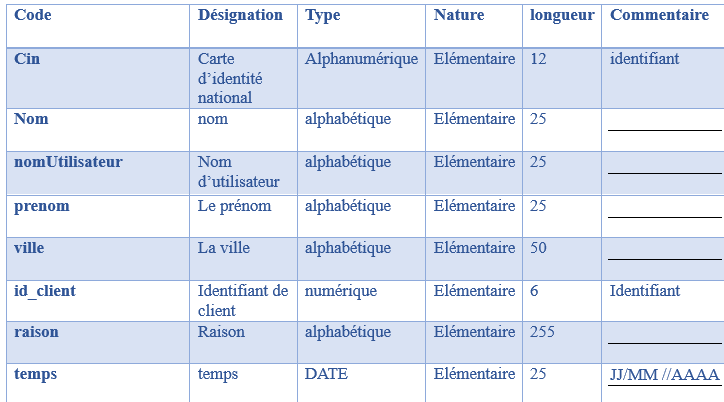 Code Désignation Type Nature longueur Commentaire
Cin Carte Alphanumérique Elémentaire 12 identifiant
d’identité
national
Nom nom alphabétique Elémentaire 25
nomUtilisateur Nom alphabétique Elémentaire 25
d’utilisateur
prenom Le prénom alphabétique Elémentaire 25
ville La ville alphabétique Elémentaire 50
id_client Identifiant de numérique Elémentaire 6 Identifiant
client
raison Raison alphabétique Elémentaire 255
temps temps DATE Elémentaire 25 JJ/MM //AAAA